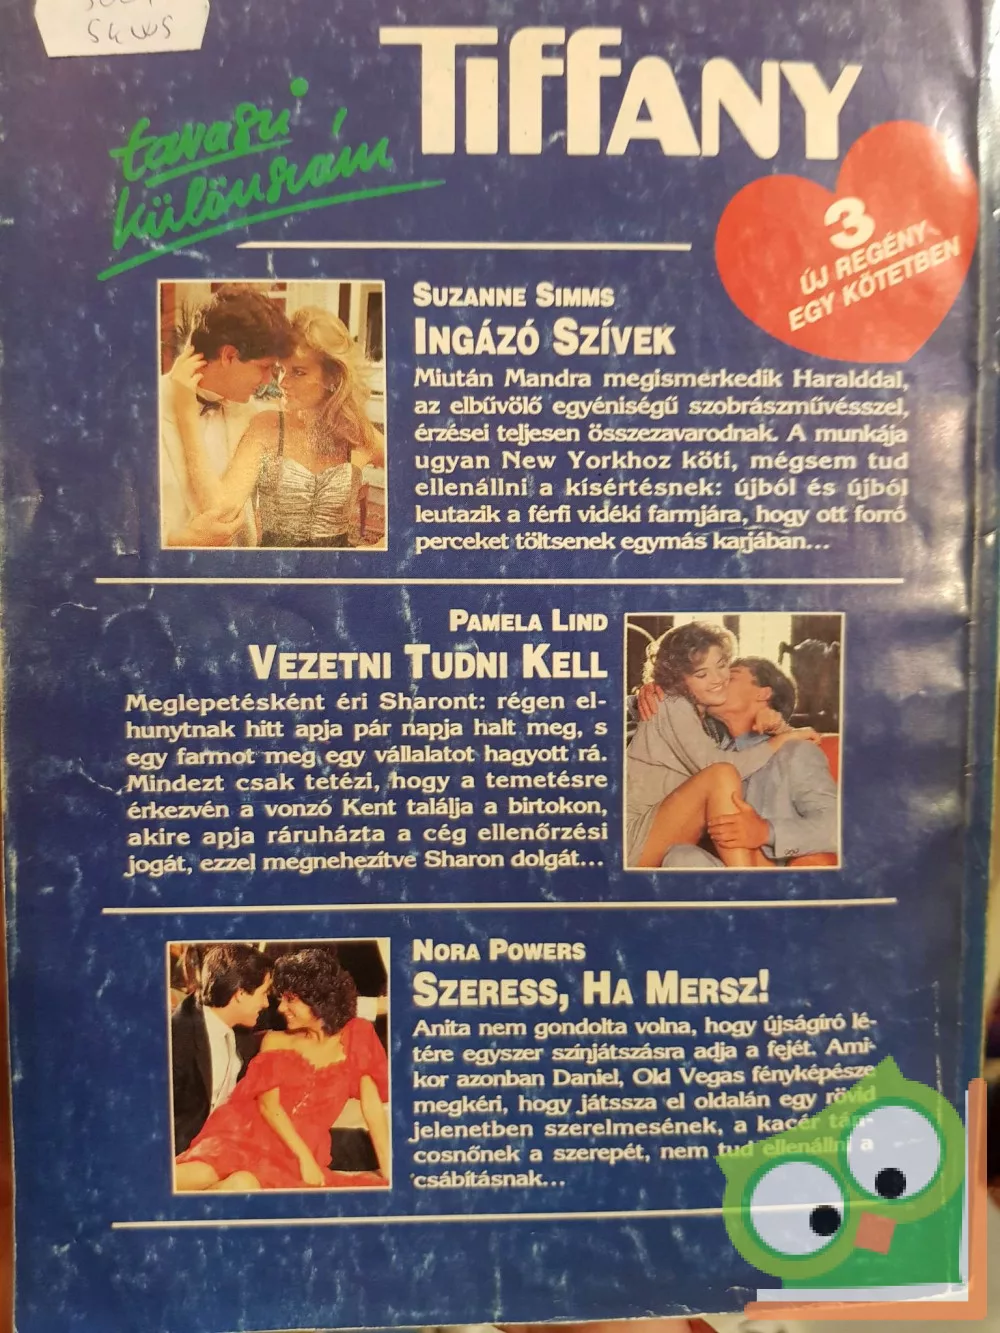 TIFFANY
tavaszi
különszám
3
ÚJ REGÉNY
EGY KÖTETBEN
SUZANNE SIMMS
INGÁZÓ SZÍVEK
Miután Mandra megismerkedik Haralddal,
az elbűvölő egyéniségű szobrászművésszel,
érzései teljesen összezavarodnak. A munkája
ugyan New Yorkhoz köti, mégsem tud
ellenállni a kísértésnek: újból és újból
leutazik a férfi vidéki farmjára, hogy ott forró
perceket töltsenek egymás karjában...
PAMELA LIND
VEZETNI TUDNI KELL
Meglepetésként éri Sharont: régen el-
hunytnak hitt apja pár napja halt meg, s
egy farmot meg egy vállalatot hagyott rá.
Mindezt csak tetézi, hogy a temetésre
érkezvén a vonzó Kent találja a birtokon,
akire apja ráruházta a cég ellenőrzési
jogát, ezzel megnehezítve Sharon dolgát...
NORA POWERS
SZERESS, HA MERSZ!
Anita nem gondolta volna, hogy újságíró lé-
tére egyszer színjátszásra adja a fejét. Ami-
kor azonban Daniel, Old Vegas fényképésze
megkéri, hogy játssza el oldalán egy rövid
jelenetben szerelmesének, a kacér tán-
cosnőnek a szerepét, nem tud ellenállni a
csábításnak...